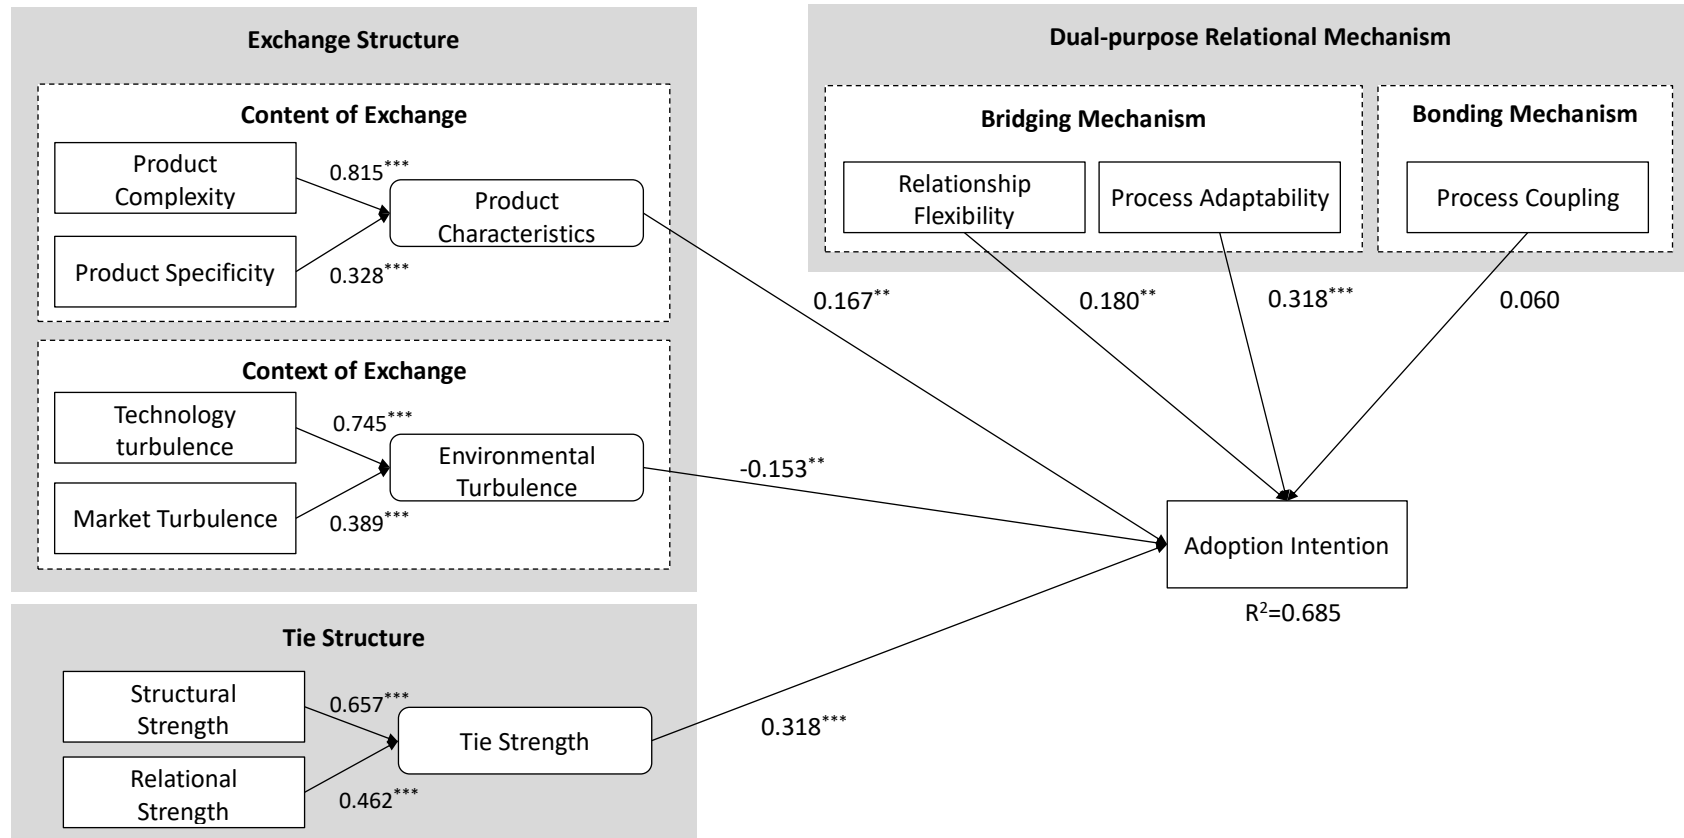 Exchange Structure
Content of Exchange
Product
Complexity
0.815***
Product
Characteristics
Product Specificity
0.328***
Context of Exchange
Technology
turbulence
0.745***
Environmental
Turbulence
Market Turbulence
0.389***
Tie Structure
Structural
Strength
0.657***
Tie Strength
Relational
Strength
0.462***
Dual-purpose Relational Mechanism
Bridging Mechanism
Relationship
Flexibility
Process Adaptability
Bonding Mechanism
Process Coupling
0.167**
0.180**
0.318***
0.060
-0.153**
0.318***
Adoption Intention
R²=0.685